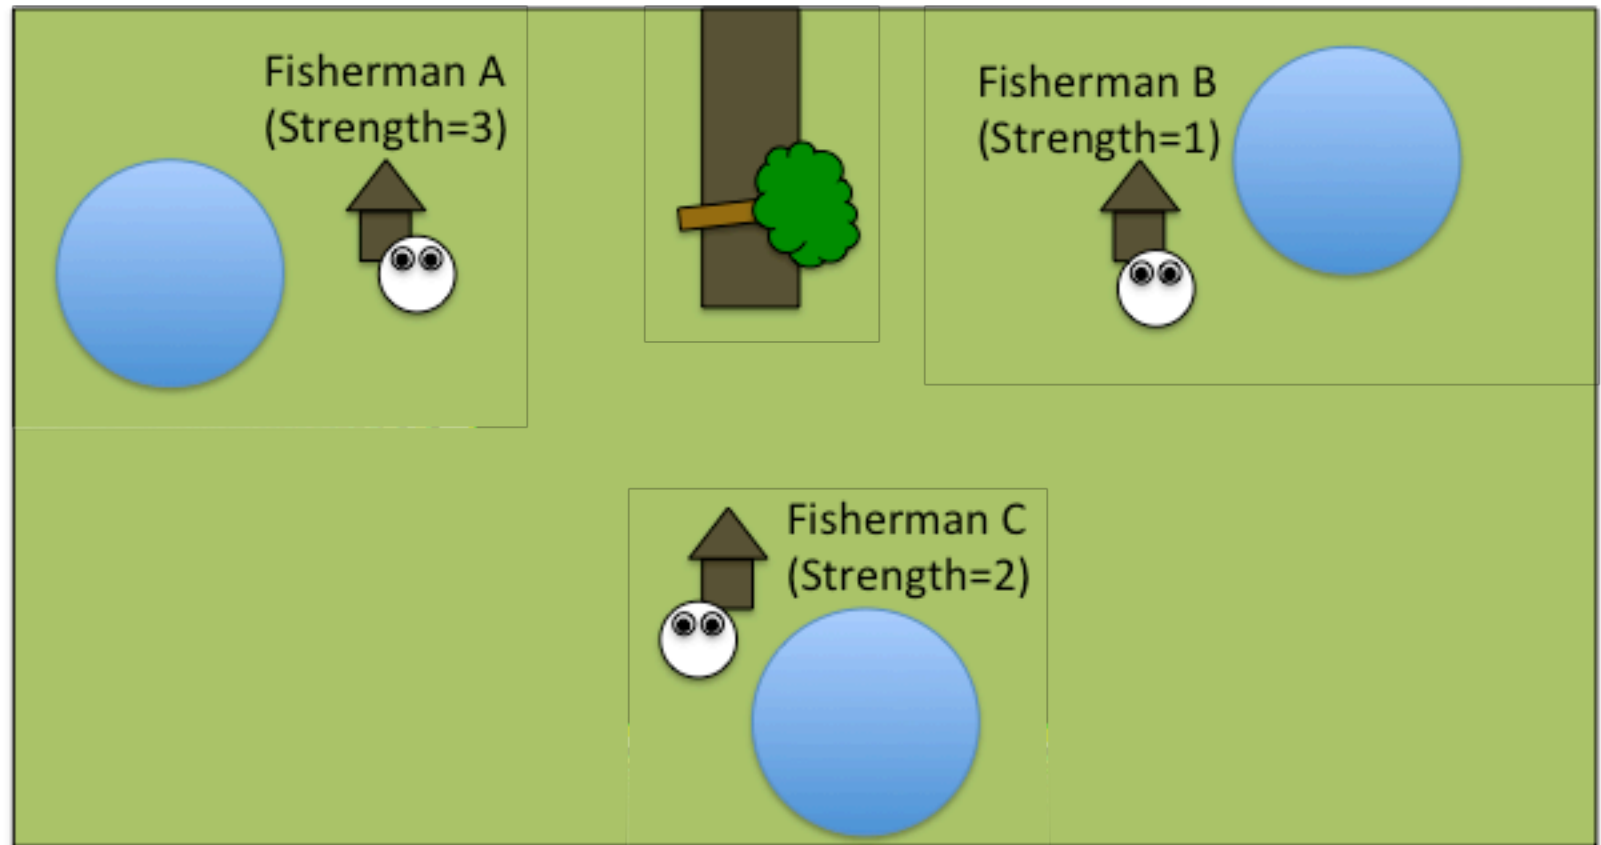 Fisherman A
(Strength=3)
Fisherman B
(Strength=1)
Fisherman C
(Strength=2)